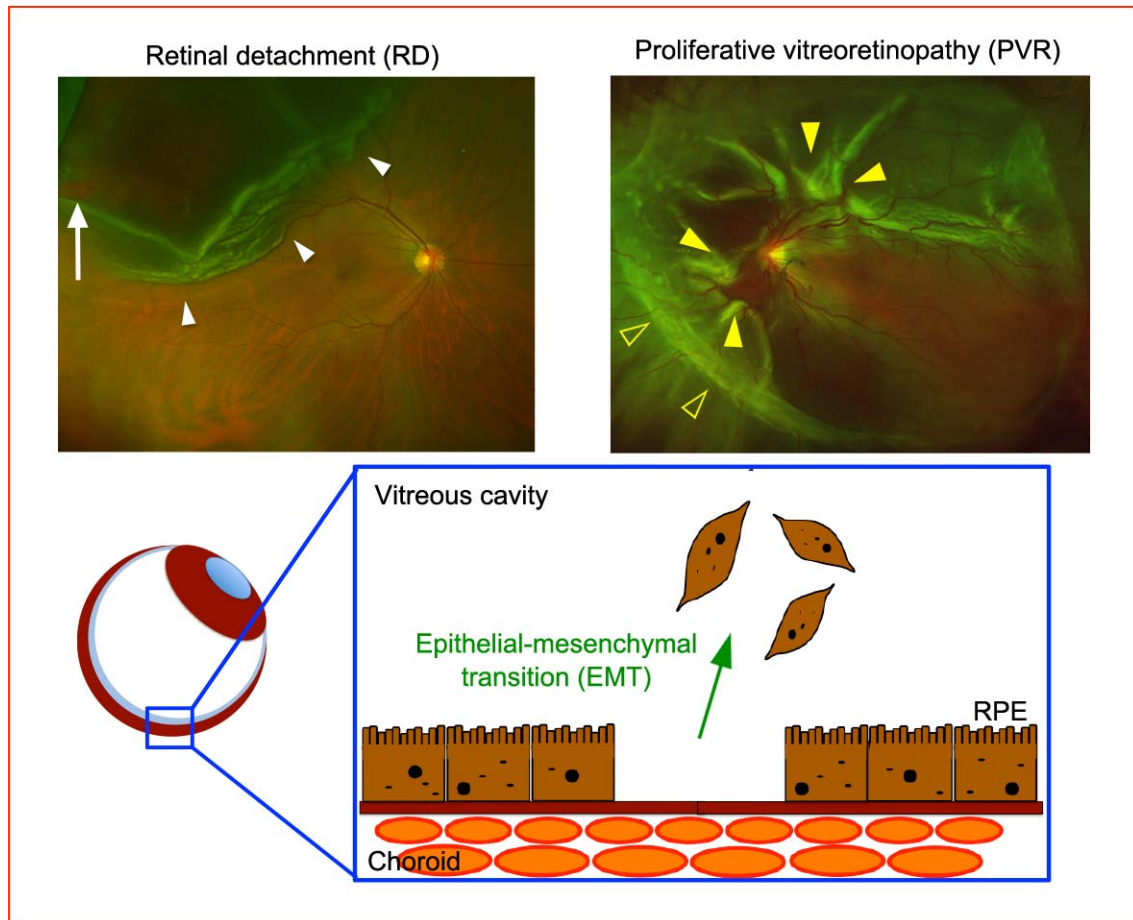 Retinal detachment (RD)
Proliferative vitreoretinopathy (PVR)
Vitreous cavity
Epithelial-mesenchymal
transition (EMT)
RPE
Choroid